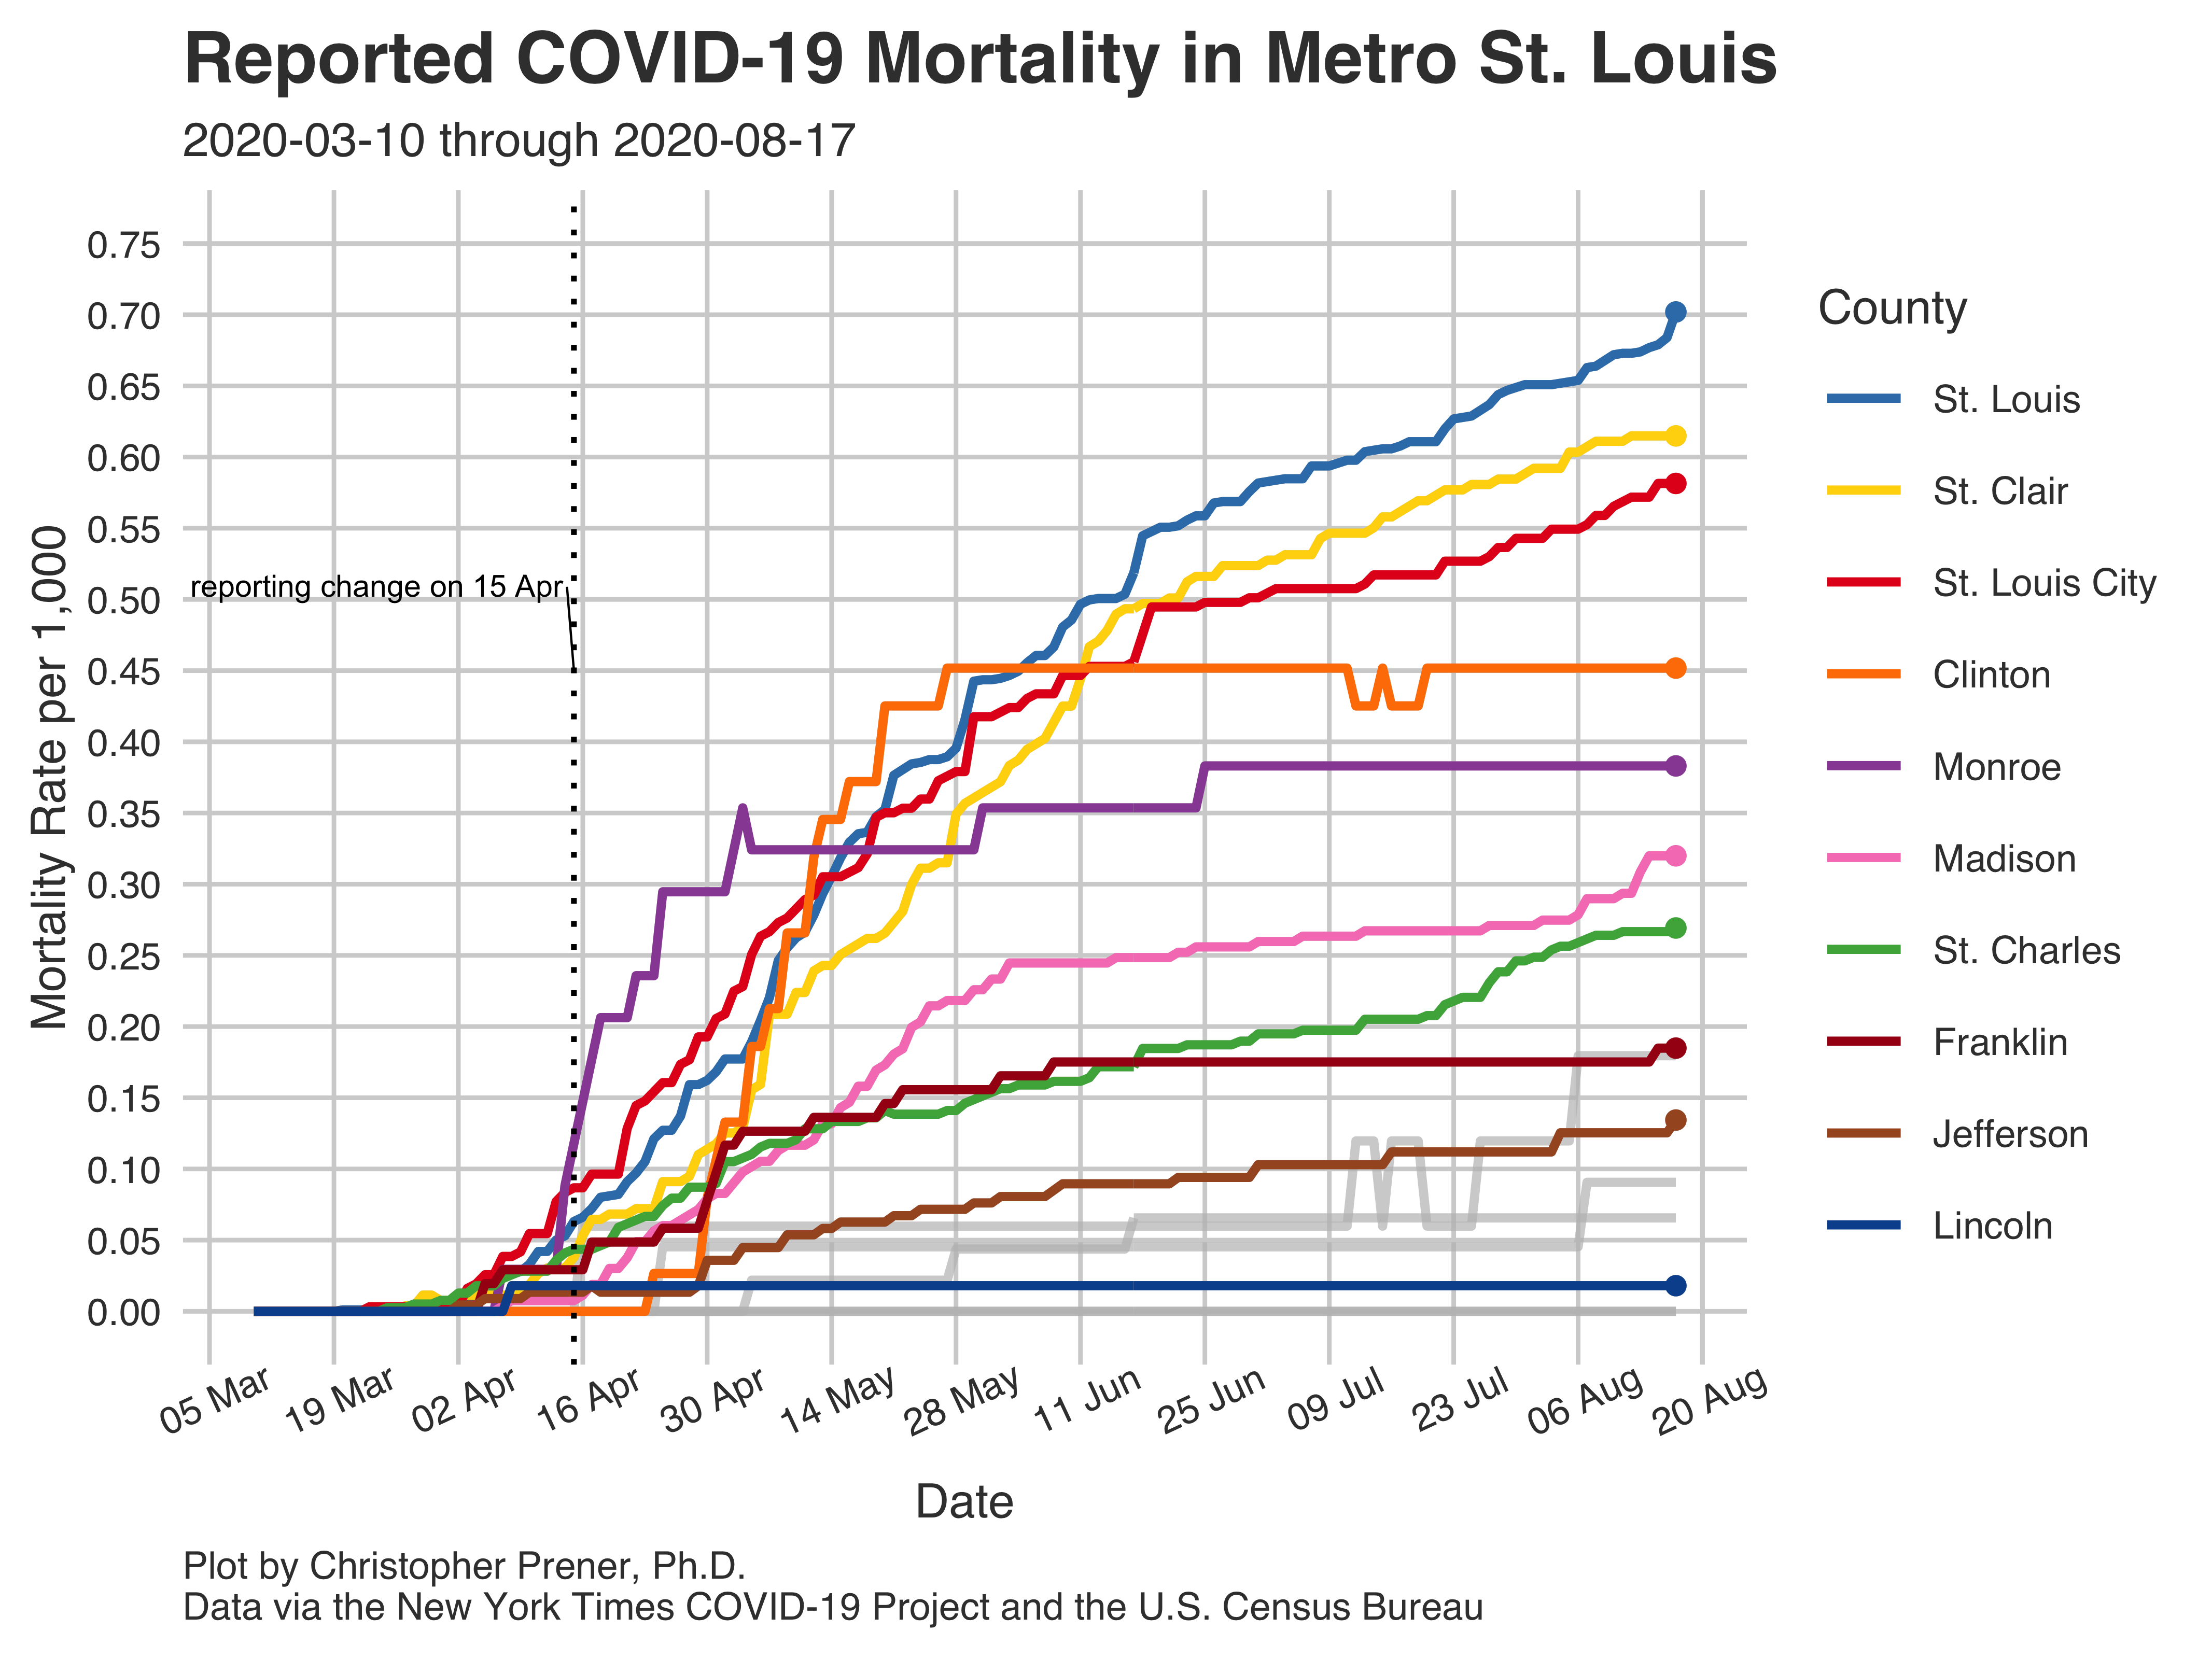 Reported COVID-19 Mortality in Metro St. Louis
2020-03-10 through 2020-08-17
Mortality Rate per 1,000
0.75
0.70
0.65
0.60
0.55
0.50
0.45
0.40
0.35
0.30
0.25
0.20
0.15
0.10
0.05
0.00
reporting change on 15 Apr
05 Mar
19 Mar
02 Apr
16 Apr
30 Apr
14 May
28 May
11 Jun
25 Jun
09 Jul
23 Jul
06 Aug
20 Aug
Date
County
St. Louis
St. Clair
St. Louis City
Clinton
Monroe
Madison
St. Charles
Franklin
Jefferson
Lincoln
Plot by Christopher Prener, Ph.D.
Data via the New York Times COVID-19 Project and the U.S. Census Bureau